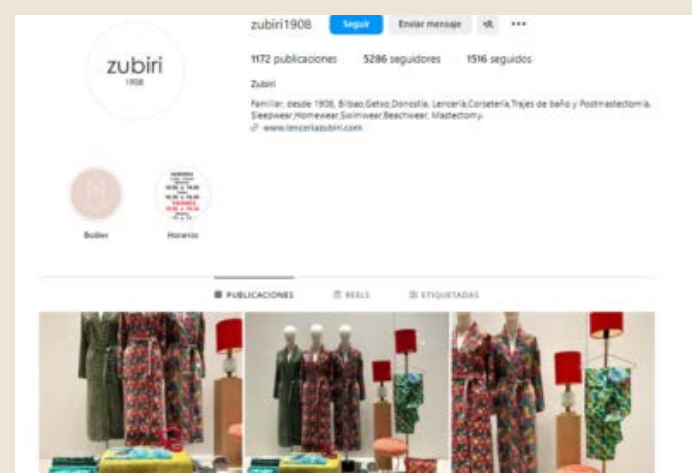 zubiri1908 Seguir Enviar mensaje
zubiri
1908
1172 publicaciones 5286 seguidores 1516 seguidos
Zubiri
Familiar, desde 1908, Bilbao,Getxo,Donostia. Lencería,Corsetería,Trajes de baño y Postmastectomía.
Sleepwear,Homewear,Swimwear,Beachwear, Mastectomy.
www.lenceriazubiri.com
Bodies Horarios
PUBLICACIONES REELS ETIQUETADAS